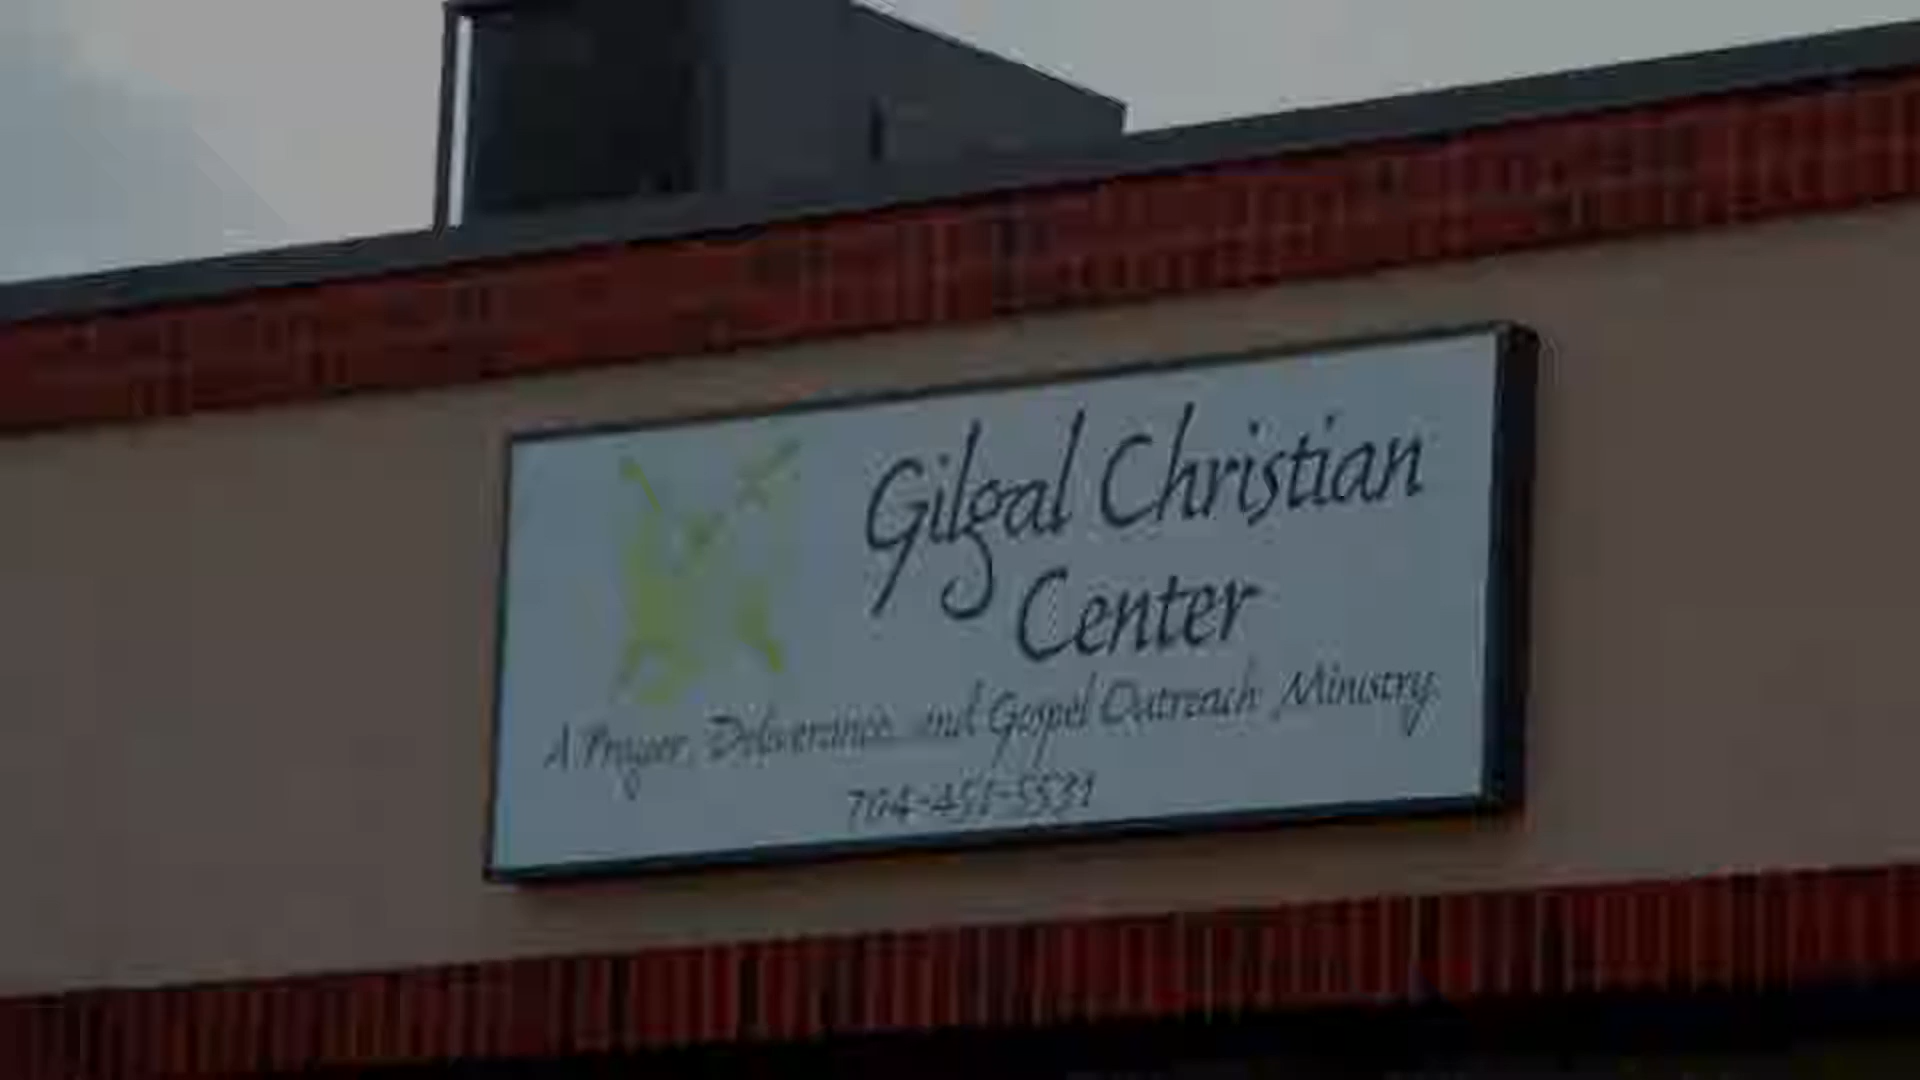 Gilgal Christian
Center
A Prayer, Deliverance and Gospel Outreach Ministry